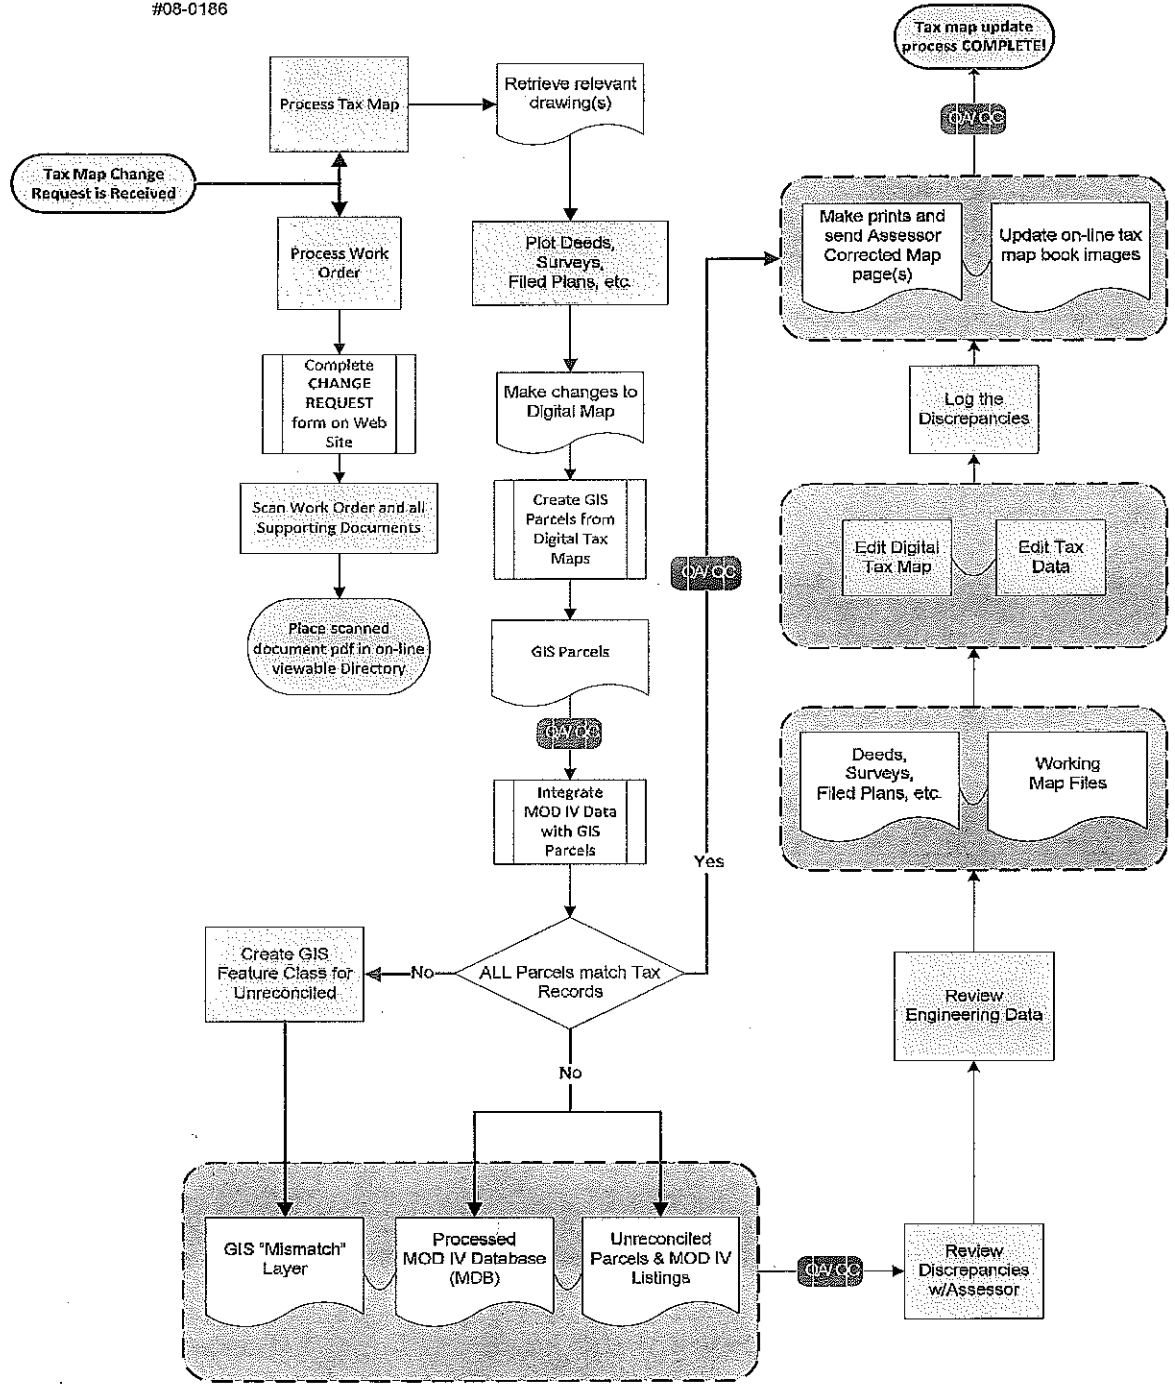 #08-0186
Tax map update
process COMPLETE!
QA/QC
Process Tax Map
Retrieve relevant
drawing(s)
Tax Map Change
Request is Received
Process Work
Order
Plot Deeds,
Surveys,
Filed Plans, etc.
Make prints and
send Assessor
Corrected Map
page(s)
Update on-line tax
map book images
Complete
CHANGE
REQUEST
form on Web
Site
Make changes to
Digital Map
Log the
Discrepancies
Scan Work Order and all
Supporting Documents
Create GIS
Parcels from
Digital Tax
Maps
QA/QC
Edit Digital
Tax Map
Edit Tax
Data
Place scanned
document pdf in on-line
viewable Directory
GIS Parcels
QA/QC
Deeds,
Surveys,
Filed Plans, etc.
Working
Map Files
Integrate
MOD IV Data
with GIS
Parcels
Yes
Create GIS
Feature Class for
Unreconciled
No
ALL Parcels match Tax
Records
Review
Engineering Data
No
GIS "Mismatch"
Layer
Processed
MOD IV Database
(MDB)
Unreconciled
Parcels & MOD IV
Listings
QA/QC
Review
Discrepancies
w/Assessor